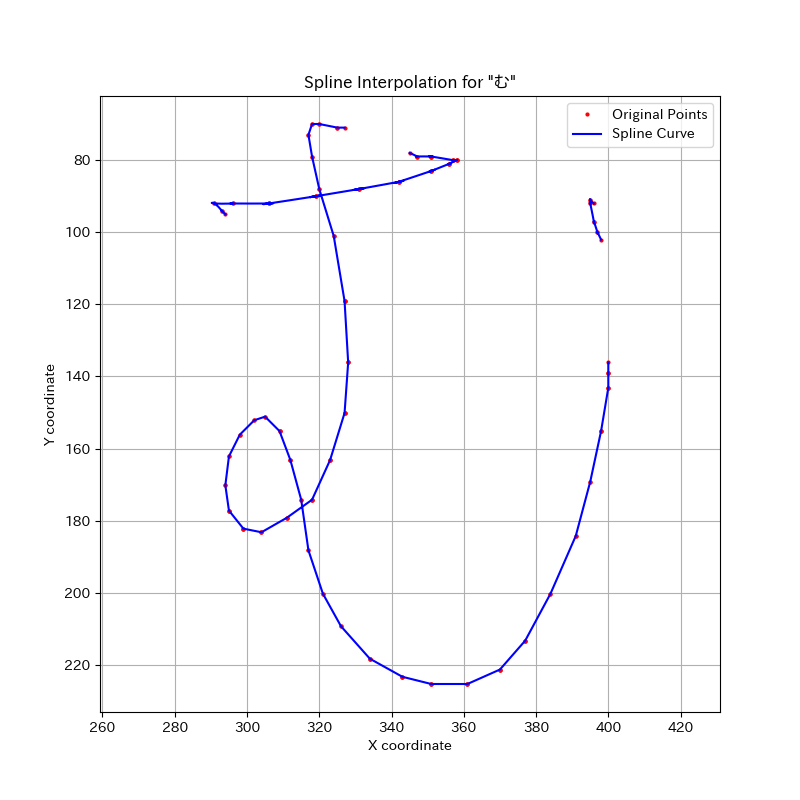 Spline Interpolation for "む"
Original Points
Spline Curve
80
100
120
140
160
180
200
220
Y coordinate
260 280 300 320 340 360 380 400 420
X coordinate